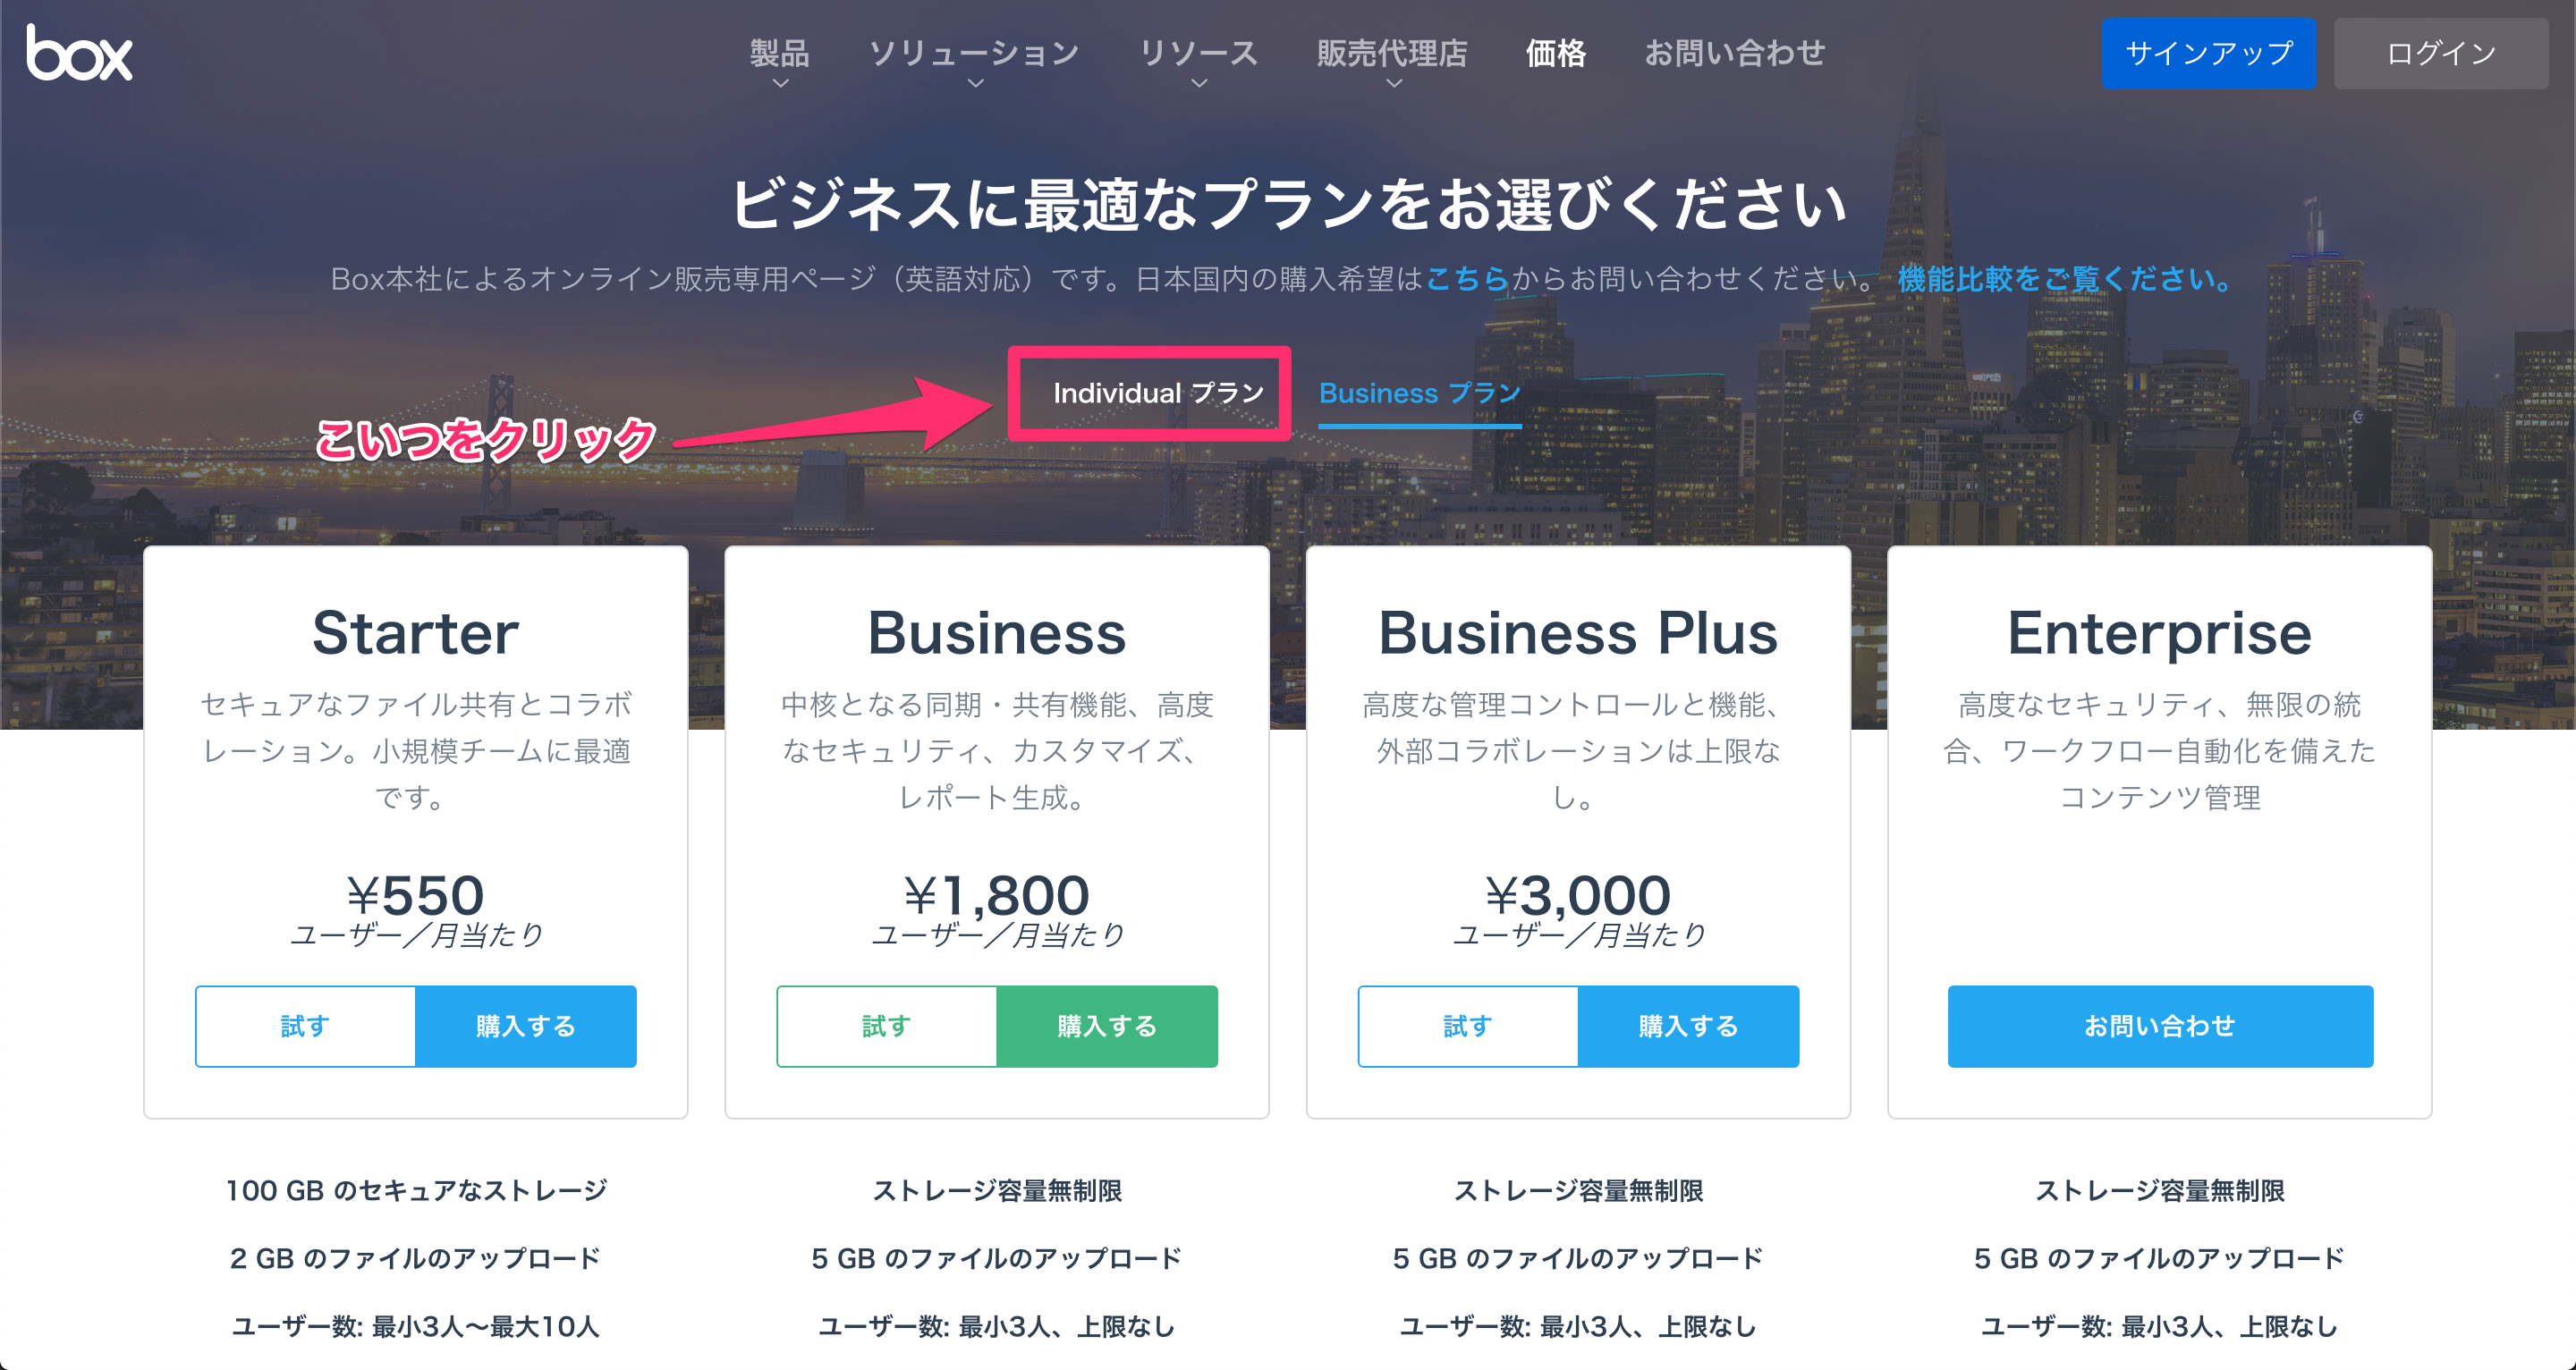 box
製品 ソリューション リソース 販売代理店 価格 お問い合わせ サインアップ ログイン
ビジネスに最適なプランをお選びください
Box本社によるオンライン販売専用ページ（英語対応）です。日本国内の購入希望はこちらからお問い合わせください。 機能比較をご覧ください。
Individual プラン Business プラン
こいつをクリック
Starter
セキュアなファイル共有とコラボ
レーション。小規模チームに最適
です。
¥550
ユーザー／月当たり
試す 購入する
100 GB のセキュアなストレージ
2 GB のファイルのアップロード
ユーザー数: 最小3人〜最大10人
Business
中核となる同期・共有機能、高度
なセキュリティ、カスタマイズ、
レポート生成。
¥1,800
ユーザー／月当たり
試す 購入する
ストレージ容量無制限
5 GB のファイルのアップロード
ユーザー数: 最小3人、上限なし
Business Plus
高度な管理コントロールと機能、
外部コラボレーションは上限な
し。
¥3,000
ユーザー／月当たり
試す 購入する
ストレージ容量無制限
5 GB のファイルのアップロード
ユーザー数: 最小3人、上限なし
Enterprise
高度なセキュリティ、無限の統
合、ワークフロー自動化を備えた
コンテンツ管理
お問い合わせ
ストレージ容量無制限
5 GB のファイルのアップロード
ユーザー数: 最小3人、上限なし